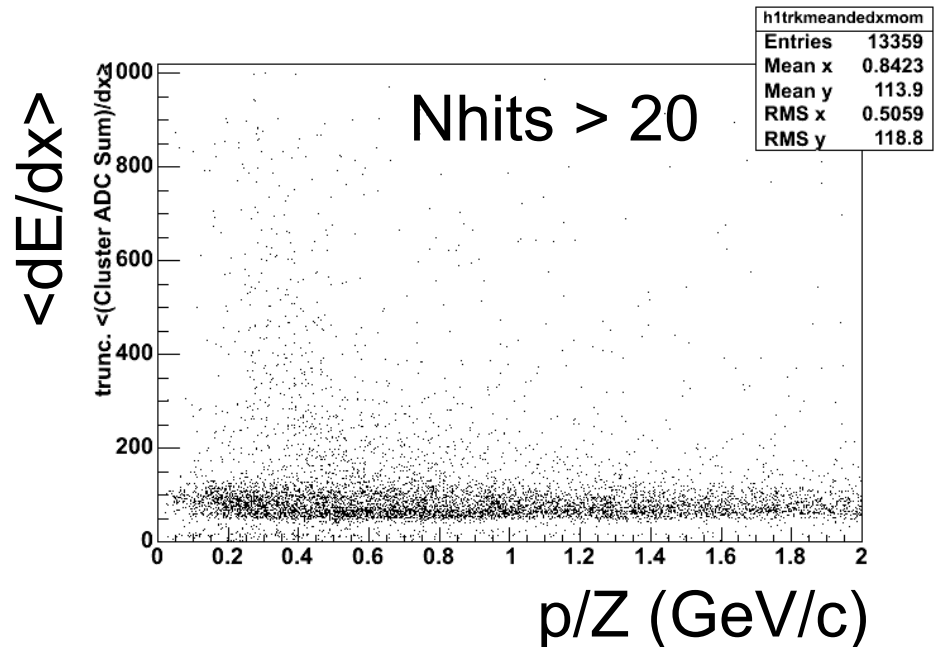 h1trkmeandedxmom
Entries 13359
Mean x 0.8423
Mean y 113.9
RMS x 0.5059
RMS y 118.8
Nhits > 20
<dE/dx>
trunc. <(Cluster ADC Sum)/dx>
1000
800
600
400
200
0
0 0.2 0.4 0.6 0.8 1 1.2 1.4 1.6 1.8 2
p/Z (GeV/c)